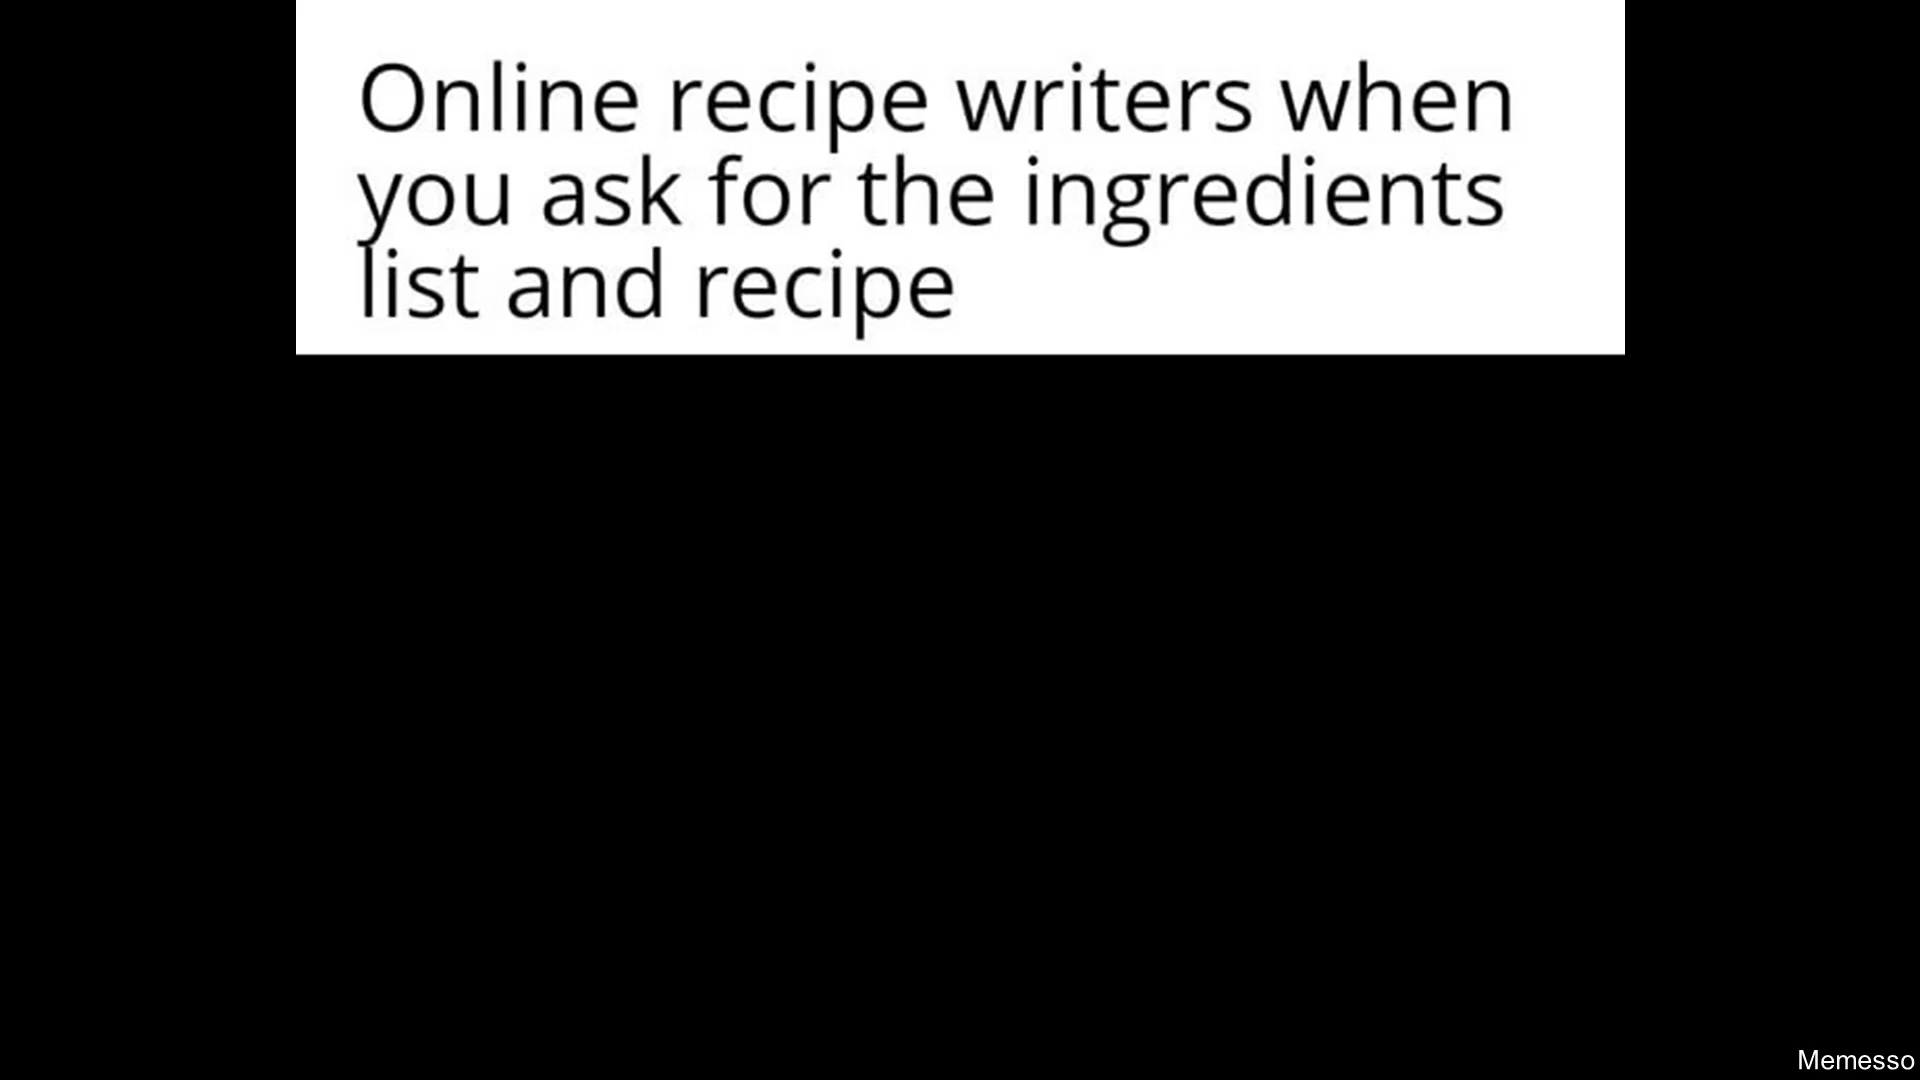 Online recipe writers when
you ask for the ingredients
list and recipe
Memesso